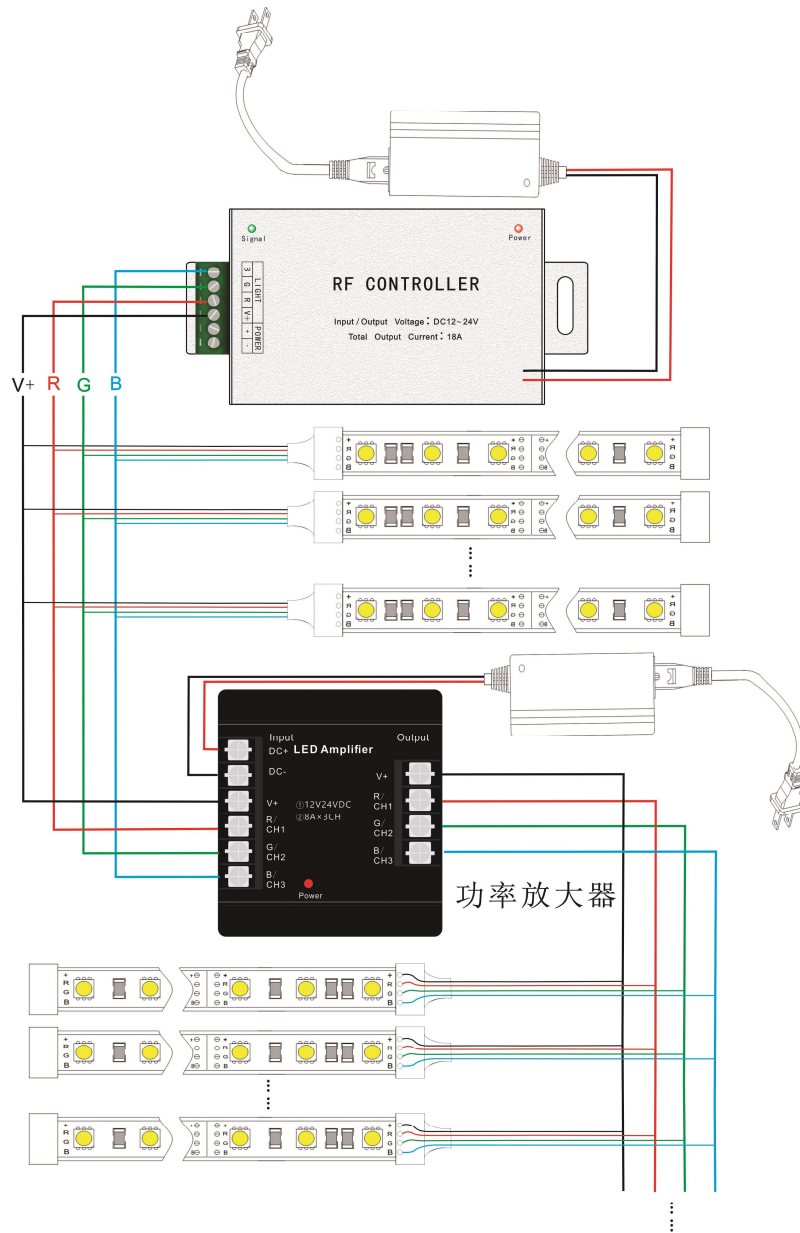 Signal
Power
RF CONTROLLER
Input / Output Voltage：DC12~24V
Total Output Current：18A
LIGHT
POWER
3 G R V+ + -
V+ R G B
+
R
G
B
+
R
G
B
+
R
G
B
Input
Output
DC+
LED Amplifier
DC-
V+
V+
①12V24VDC
②8A×3CH
R/
CH1
R/
CH1
G/
CH2
G/
CH2
B/
CH3
B/
CH3
Power
功率放大器
+
R
G
B
+
R
G
B
+
R
G
B